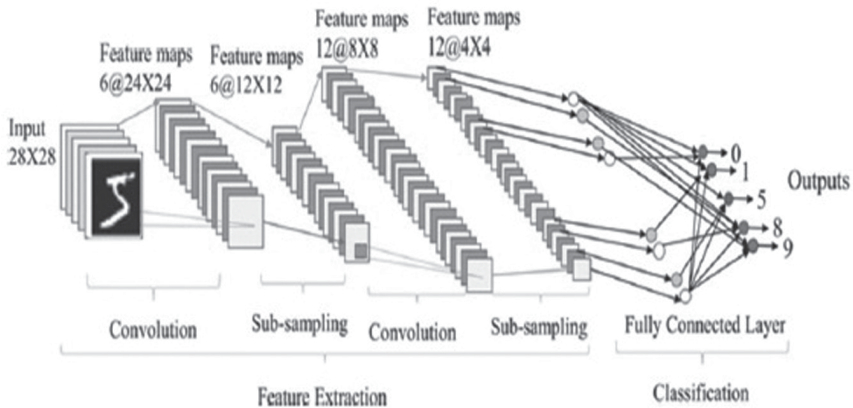 Feature maps
12@8X8
Feature maps
12@4X4
Feature maps
6@24X24
Feature maps
6@12X12
Input
28X28
0
1
5
8
9
Outputs
Convolution
Sub-sampling
Convolution
Sub-sampling
Fully Connected Layer
Feature Extraction
Classification